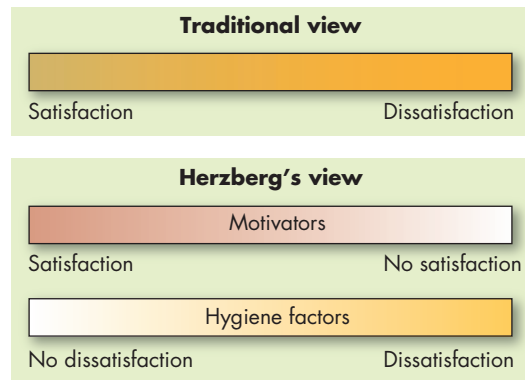 Traditional view
Satisfaction Dissatisfaction
Herzberg's view
Motivators
Satisfaction No satisfaction
Hygiene factors
No dissatisfaction Dissatisfaction